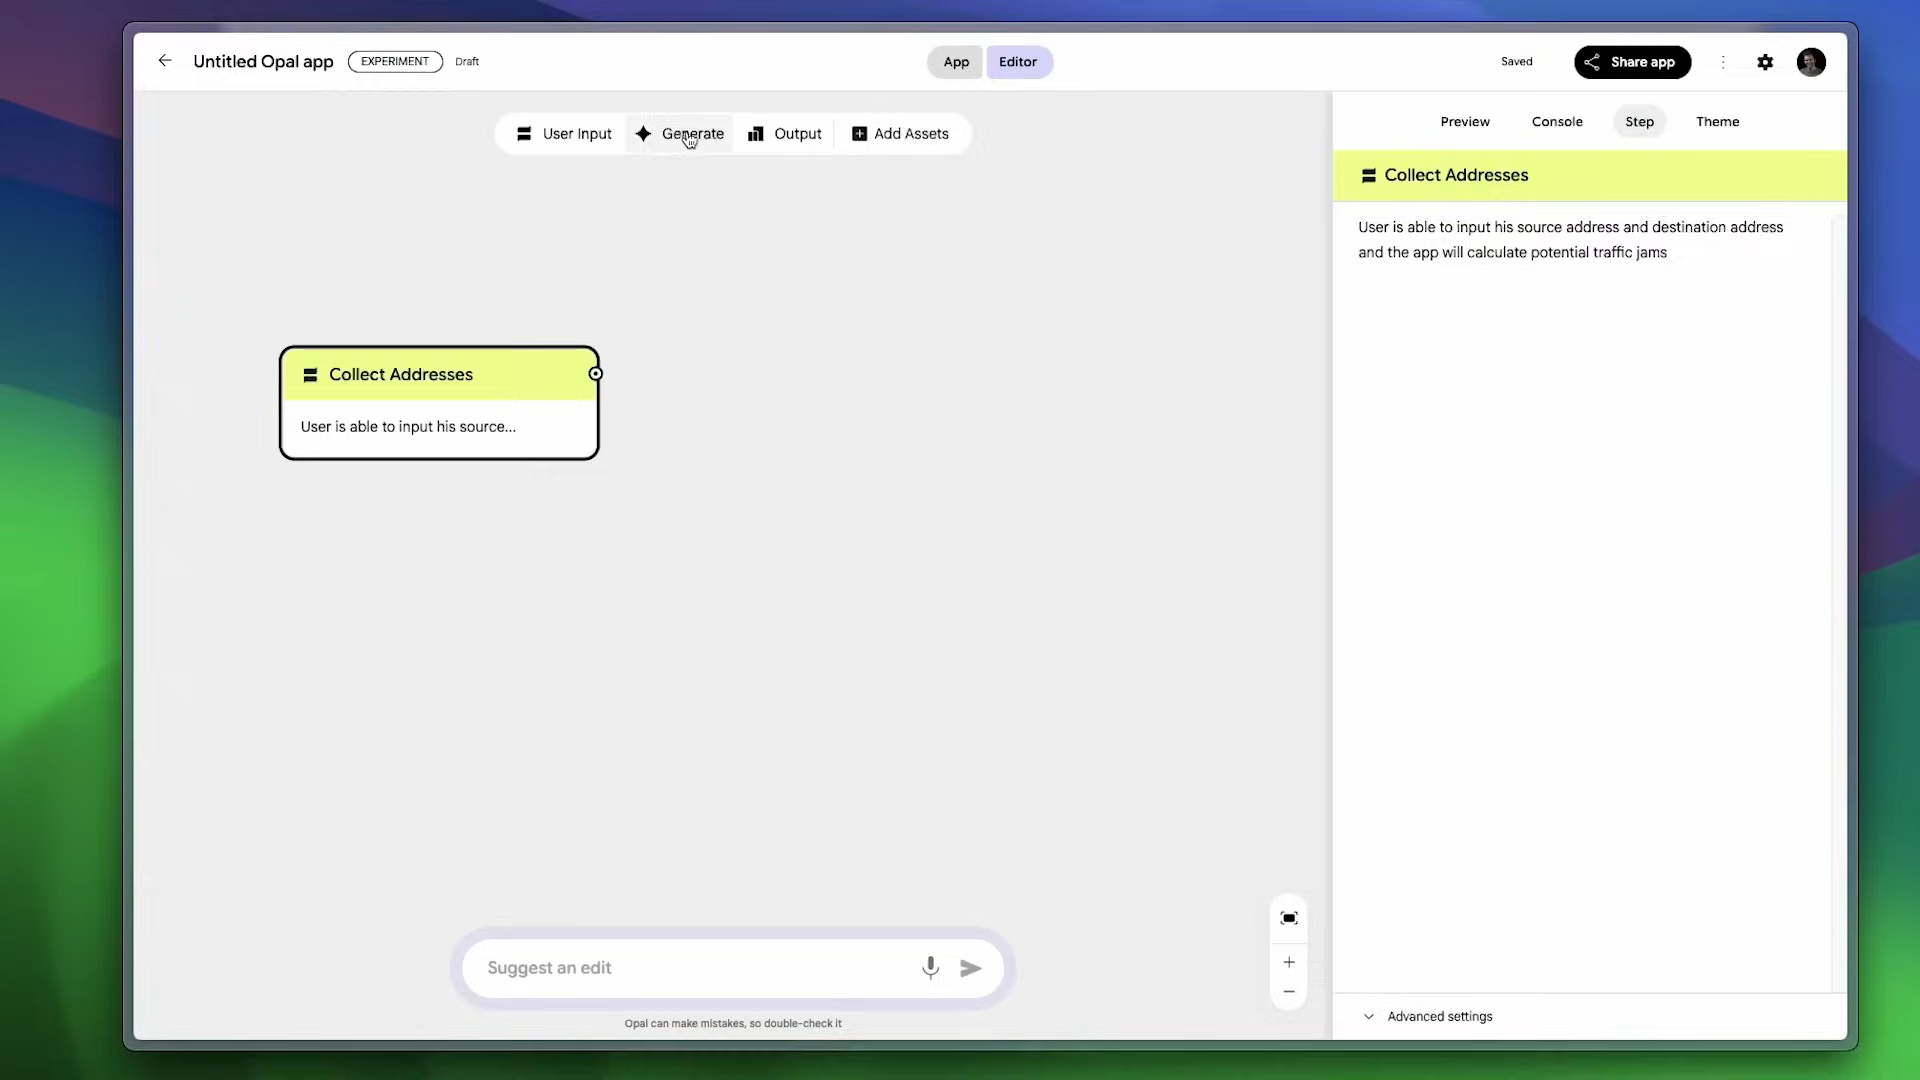 Untitled Opal app EXPERIMENT Draft App Editor Saved Share app
User Input Generate Output Add Assets
Preview Console Step Theme
Collect Addresses
User is able to input his source address and destination address
and the app will calculate potential traffic jams
Collect Addresses
User is able to input his source...
Suggest an edit
Opal can make mistakes, so double-check it
Advanced settings